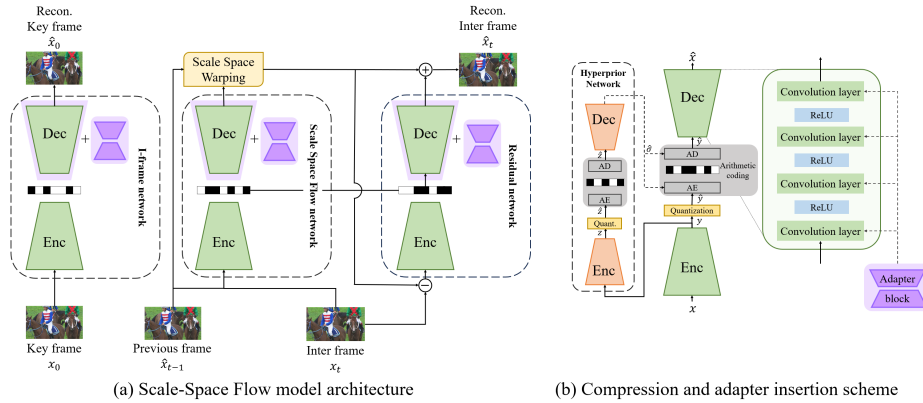 Recon.
Key frame
x̂₀
Dec
+
I-frame network
Enc
Key frame
x₀
Scale Space
Warping
Dec
+
Scale Space Flow network
Enc
Previous frame
x̂ₜ₋₁
Recon.
Inter frame
x̂ₜ
+
Dec
+
Residual network
Enc
−
Inter frame
xₜ
(a) Scale-Space Flow model architecture
Hyperprior
Network
Dec
ẑ
AD
AE
ẑ
Quant.
z
Enc
x̂
Dec
ŷ
σ̂
AD
Arithmetic
coding
AE
ŷ
Quantization
y
Enc
x
Convolution layer
ReLU
Convolution layer
ReLU
Convolution layer
ReLU
Convolution layer
Adapter
block
(b) Compression and adapter insertion scheme